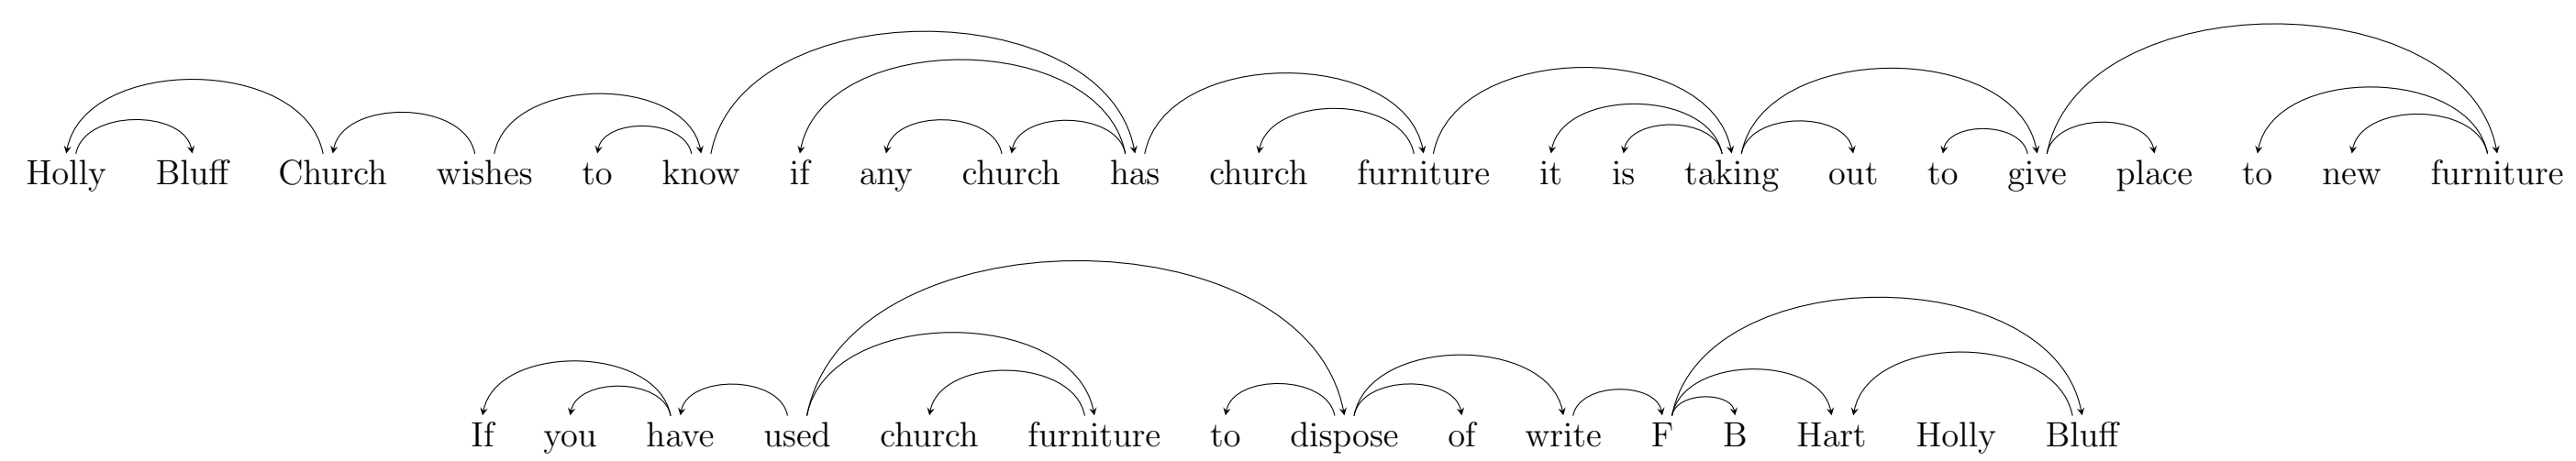 Holly Bluff Church wishes to know if any church has church furniture it is taking out to give place to new furniture
If you have used church furniture to dispose of write F B Hart Holly Bluff